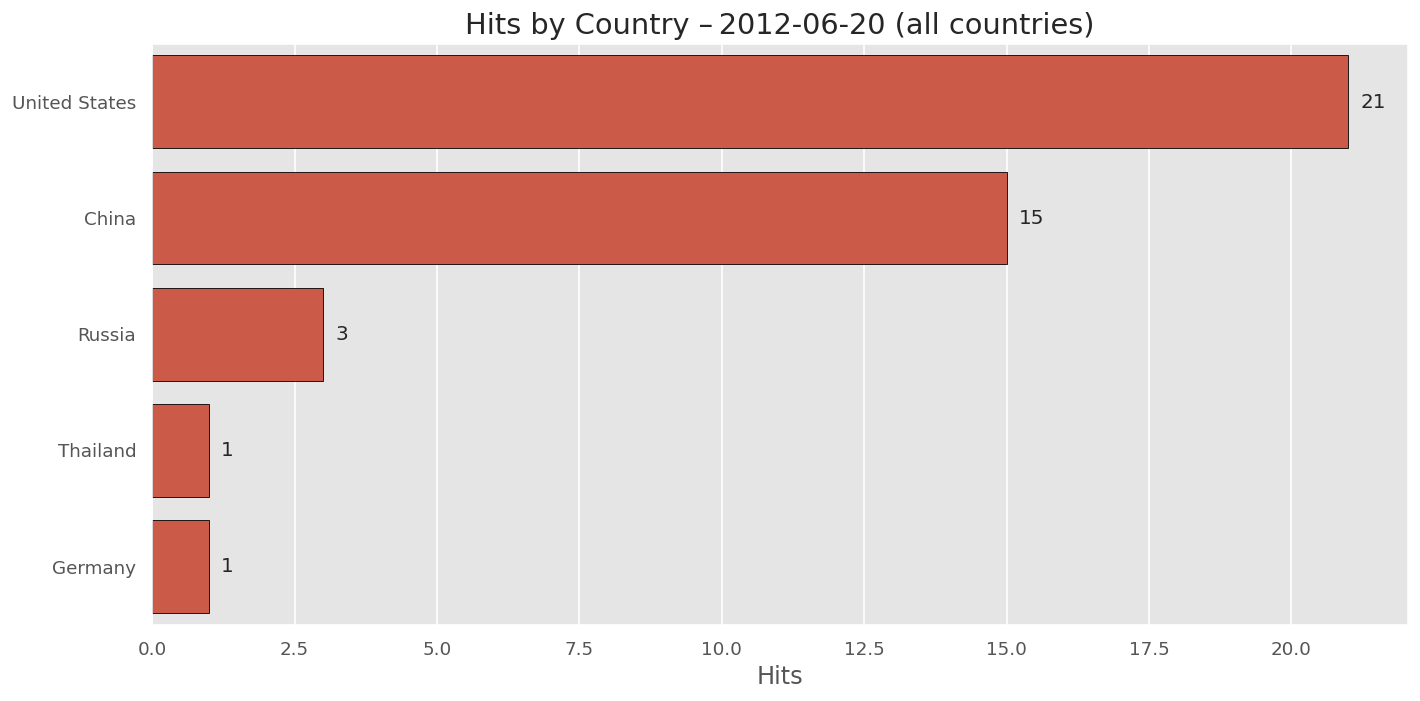 Hits by Country – 2012-06-20 (all countries)
United States 21
China 15
Russia 3
Thailand 1
Germany 1
0.0 2.5 5.0 7.5 10.0 12.5 15.0 17.5 20.0
Hits